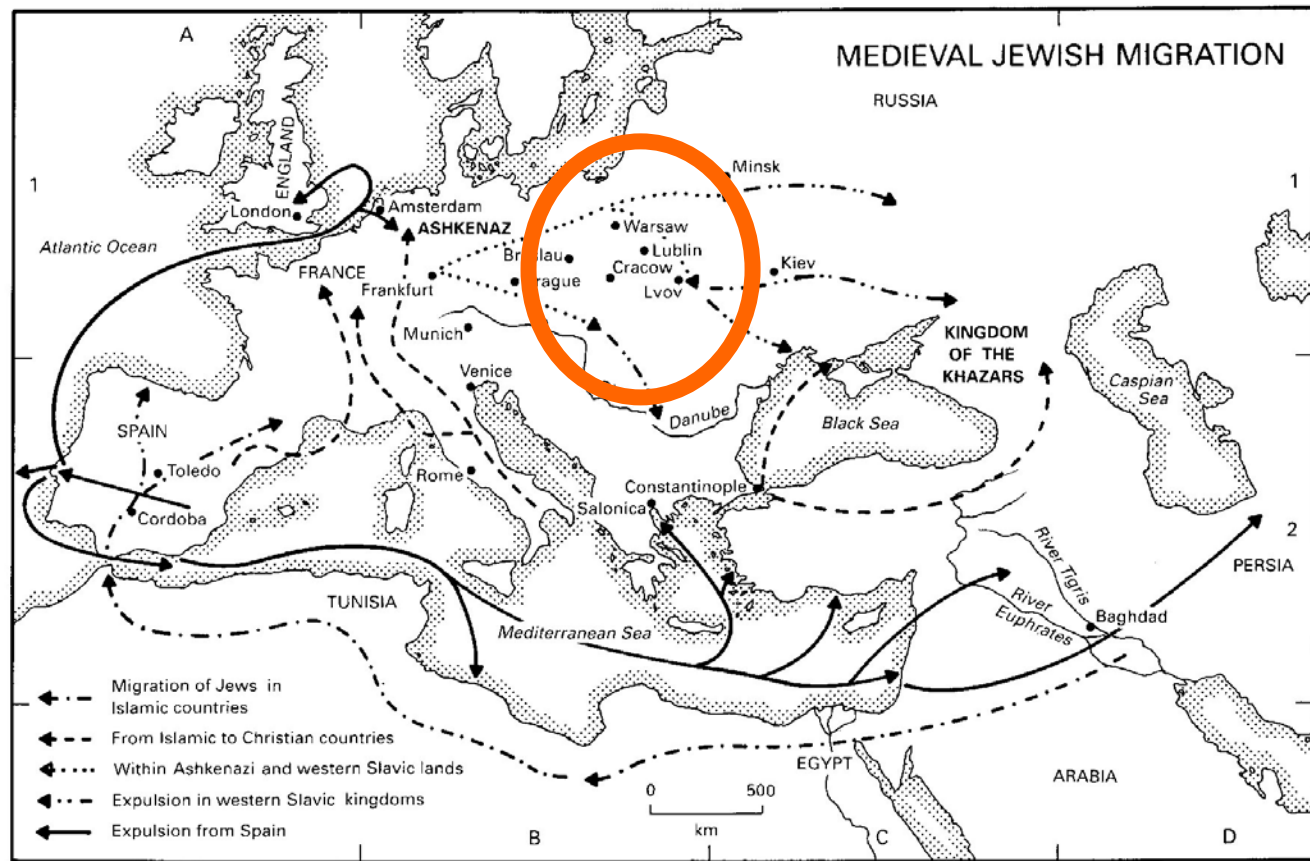 A
MEDIEVAL JEWISH MIGRATION
RUSSIA
1
ENGLAND
Minsk
1
London
Amsterdam
ASHKENAZ
Warsaw
Atlantic Ocean
Lublin
Breslau
Kiev
FRANCE
Cracow
Frankfurt
Lvov
Munich
KINGDOM
OF THE
KHAZARS
Venice
Caspian
Sea
Danube
Black Sea
SPAIN
Toledo
Rome
Constantinople
Salonica
Cordoba
2
River Tigris
PERSIA
TUNISIA
River
Euphrates
Baghdad
Mediterranean Sea
Migration of Jews in
Islamic countries
From Islamic to Christian countries
EGYPT
Within Ashkenazi and western Slavic lands
ARABIA
Expulsion in western Slavic kingdoms
0 500
km
Expulsion from Spain
B
C
D